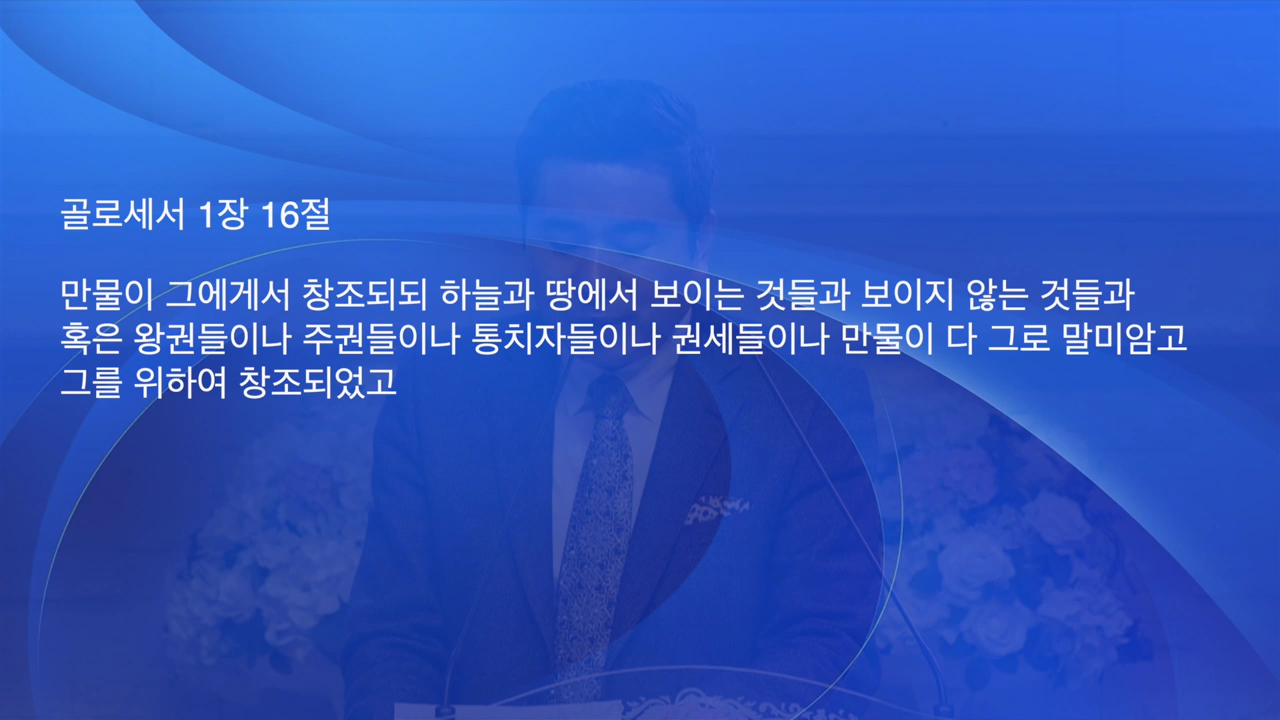 골로세서 1장 16절
만물이 그에게서 창조되되 하늘과 땅에서 보이는 것들과 보이지 않는 것들과
혹은 왕권들이나 주권들이나 통치자들이나 권세들이나 만물이 다 그로 말미암고
그를 위하여 창조되었고